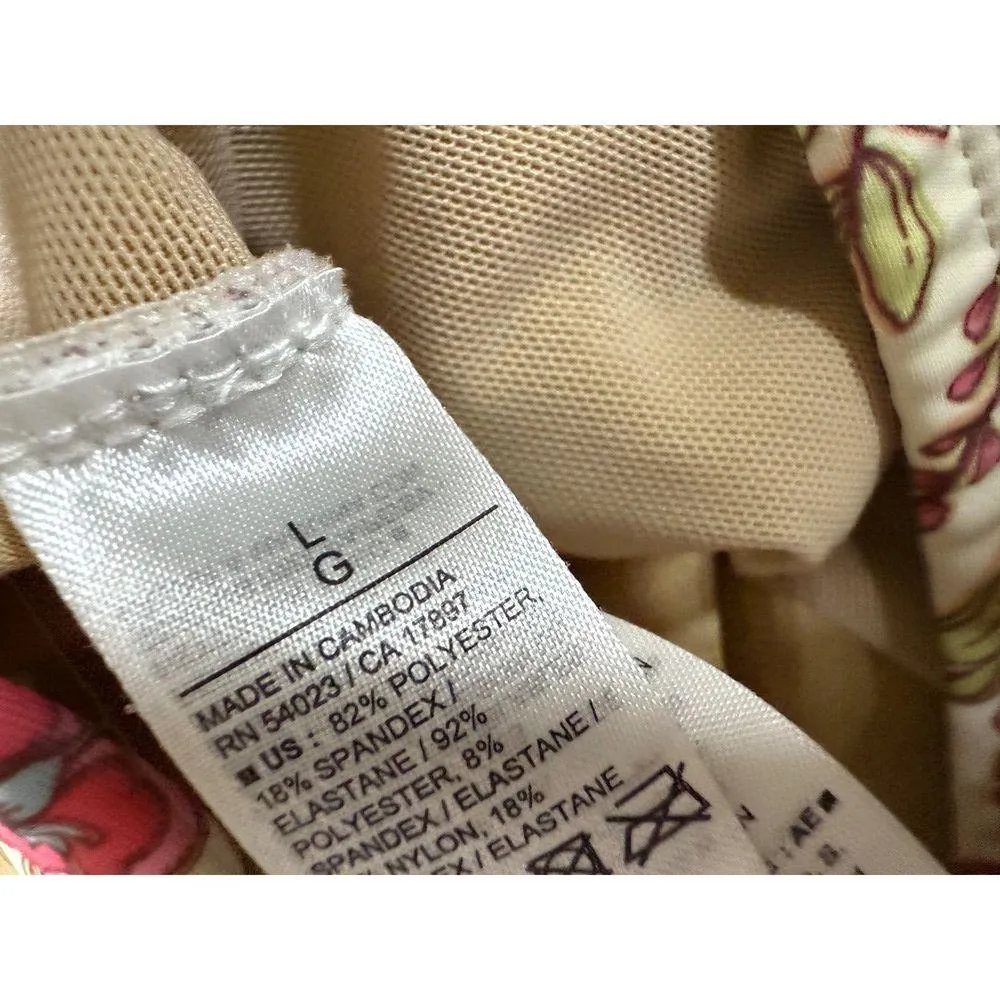 L
G
MADE IN CAMBODIA
RN 54023 / CA 17897
US : 82% POLYESTER,
18% SPANDEX /
ELASTANE / 92%
POLYESTER, 8%
SPANDEX / ELASTANE /
NYLON, 18%
/ ELASTANE
: AE